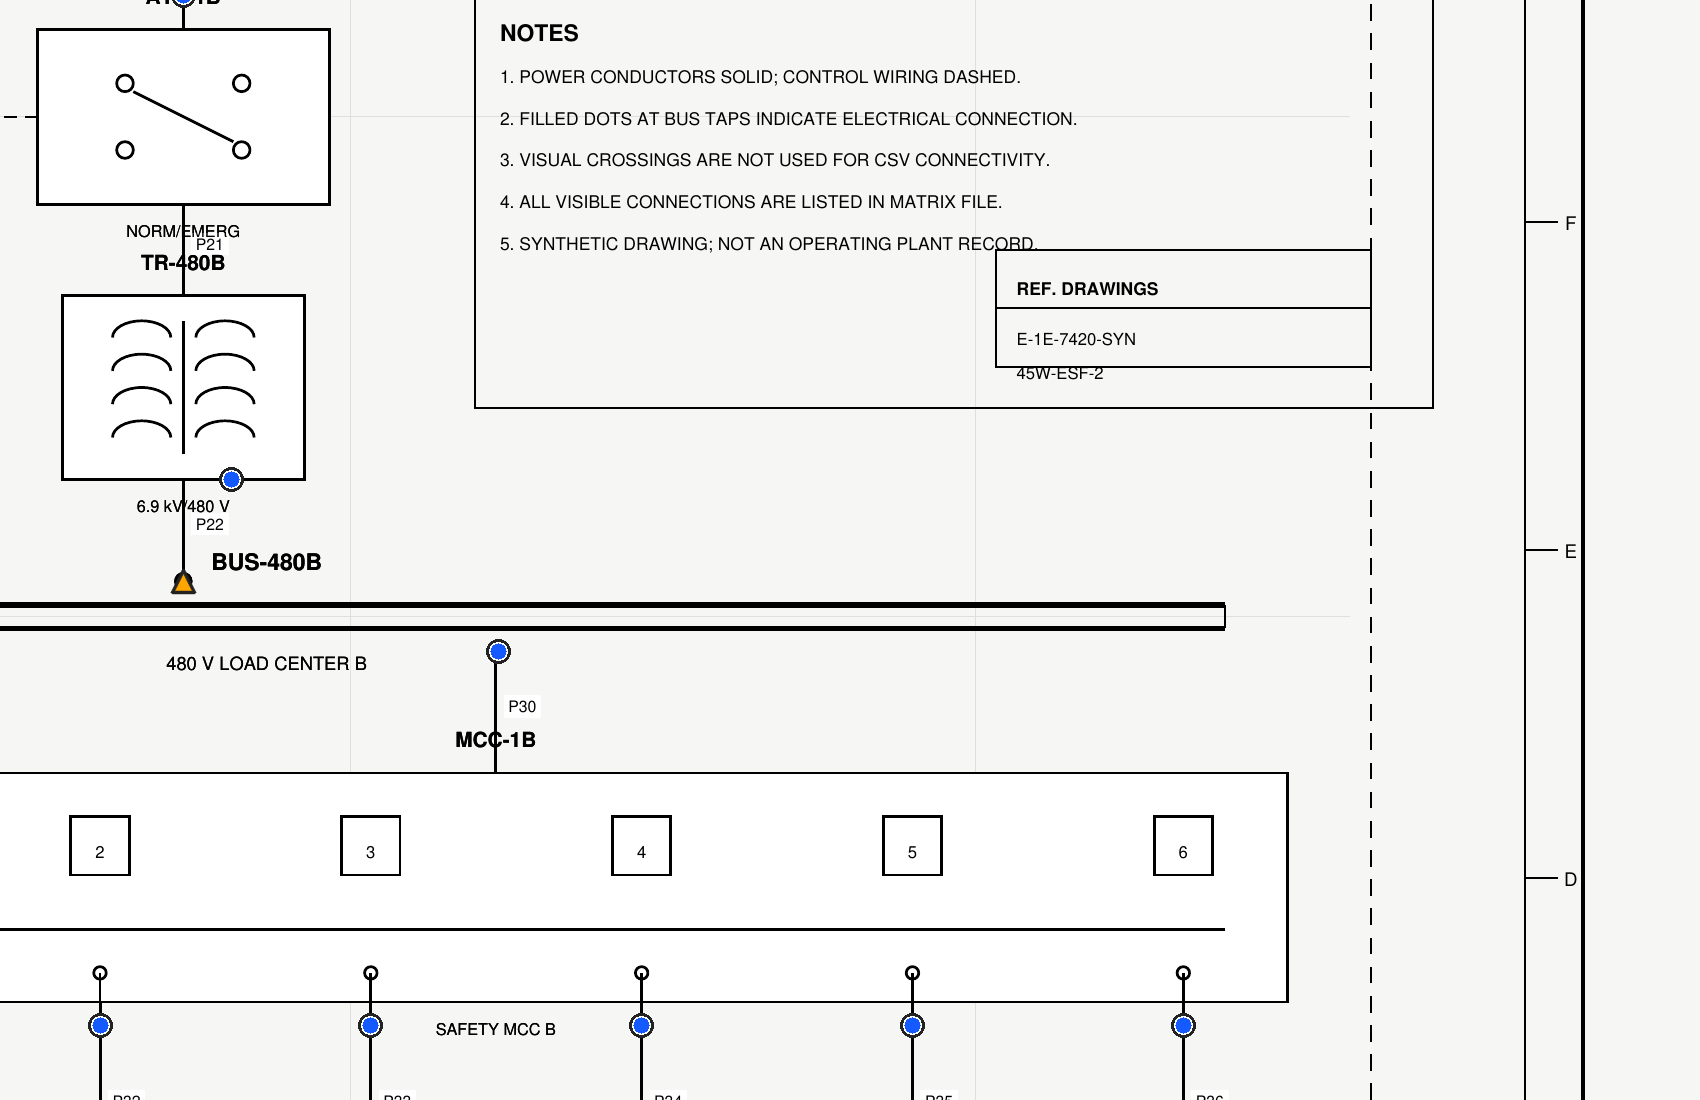 NOTES
1. POWER CONDUCTORS SOLID; CONTROL WIRING DASHED.
2. FILLED DOTS AT BUS TAPS INDICATE ELECTRICAL CONNECTION.
3. VISUAL CROSSINGS ARE NOT USED FOR CSV CONNECTIVITY.
4. ALL VISIBLE CONNECTIONS ARE LISTED IN MATRIX FILE.
5. SYNTHETIC DRAWING; NOT AN OPERATING PLANT RECORD.
REF. DRAWINGS
E-1E-7420-SYN
45W-ESF-2
NORM/EMERG
P21
TR-480B
6.9 kV/480 V
P22
BUS-480B
480 V LOAD CENTER B
P30
MCC-1B
2
3
4
5
6
SAFETY MCC B
F
E
D